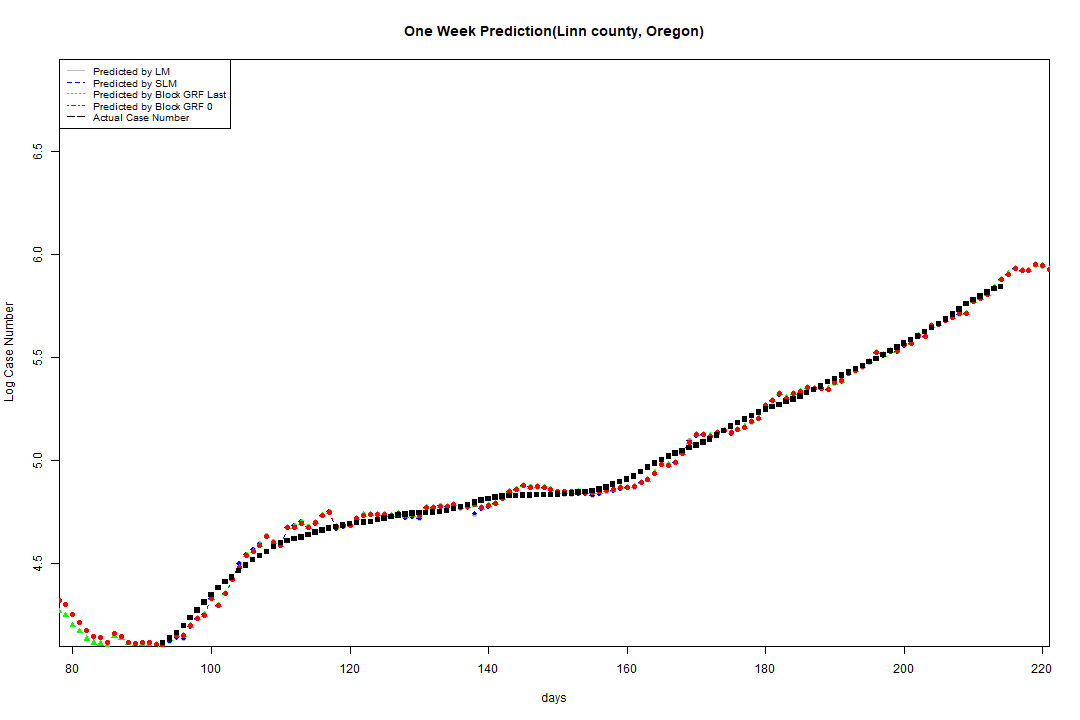 One Week Prediction(Linn county, Oregon)
Predicted by LM
Predicted by SLM
Predicted by Block GRF Last
Predicted by Block GRF 0
Actual Case Number
6.5
6.0
5.5
5.0
4.5
Log Case Number
80 100 120 140 160 180 200 220
days